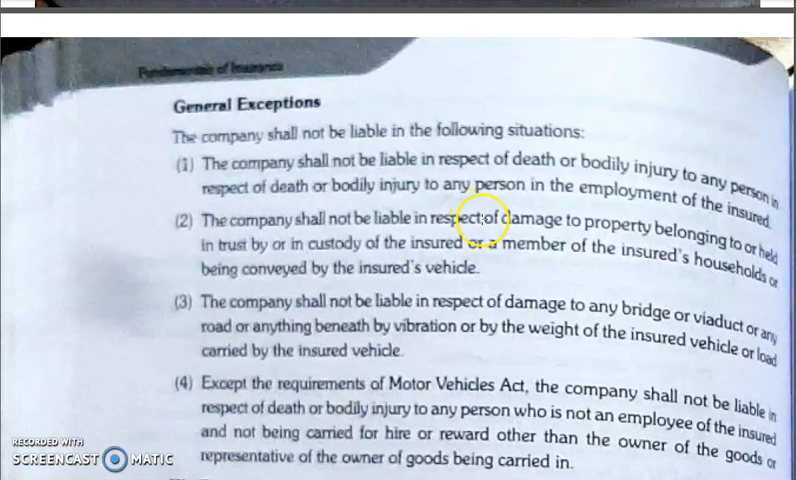 Fundamentals of Insurance
General Exceptions
The company shall not be liable in the following situations:
(1) The company shall not be liable in respect of death or bodily injury to any person in
respect of death or bodily injury to any person in the employment of the insured.
(2) The company shall not be liable in respect of damage to property belonging to or held
in trust by or in custody of the insured or a member of the insured's households or
being conveyed by the insured's vehicle.
(3) The company shall not be liable in respect of damage to any bridge or viaduct or any
road or anything beneath by vibration or by the weight of the insured vehicle or load
carried by the insured vehicle.
(4) Except the requirements of Motor Vehicles Act, the company shall not be liable in
respect of death or bodily injury to any person who is not an employee of the insured
and not being carried for hire or reward other than the owner of the goods or
representative of the owner of goods being carried in.
RECORDED WITH
SCREENCAST MATIC